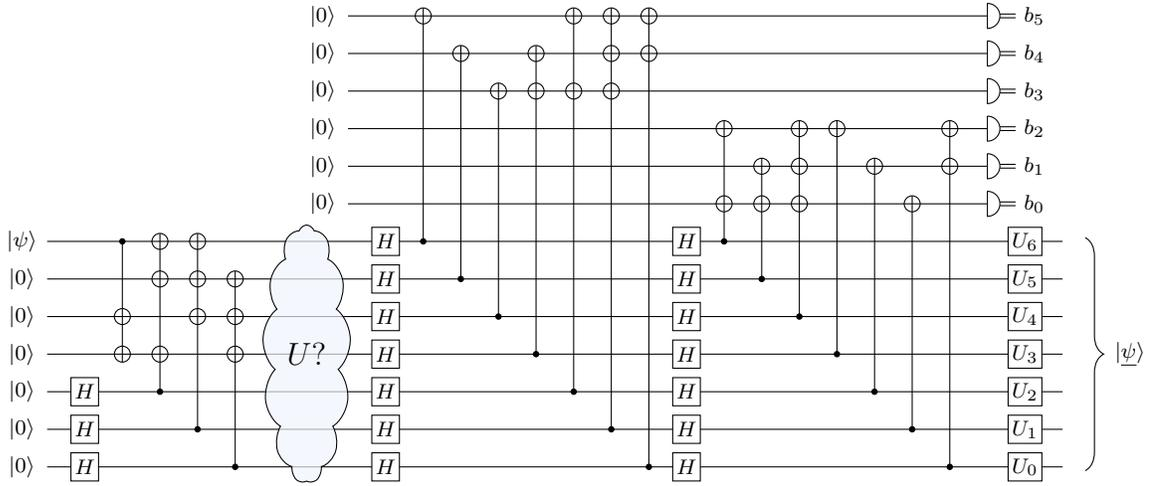 |0⟩ b₅
|0⟩ b₄
|0⟩ b₃
|0⟩ b₂
|0⟩ b₁
|0⟩ b₀
|ψ⟩ H H U₆
|0⟩ H H U₅
|0⟩ H H U₄
|0⟩ U? H H U₃ |ψ̲⟩
|0⟩ H H H U₂
|0⟩ H H H U₁
|0⟩ H H H U₀